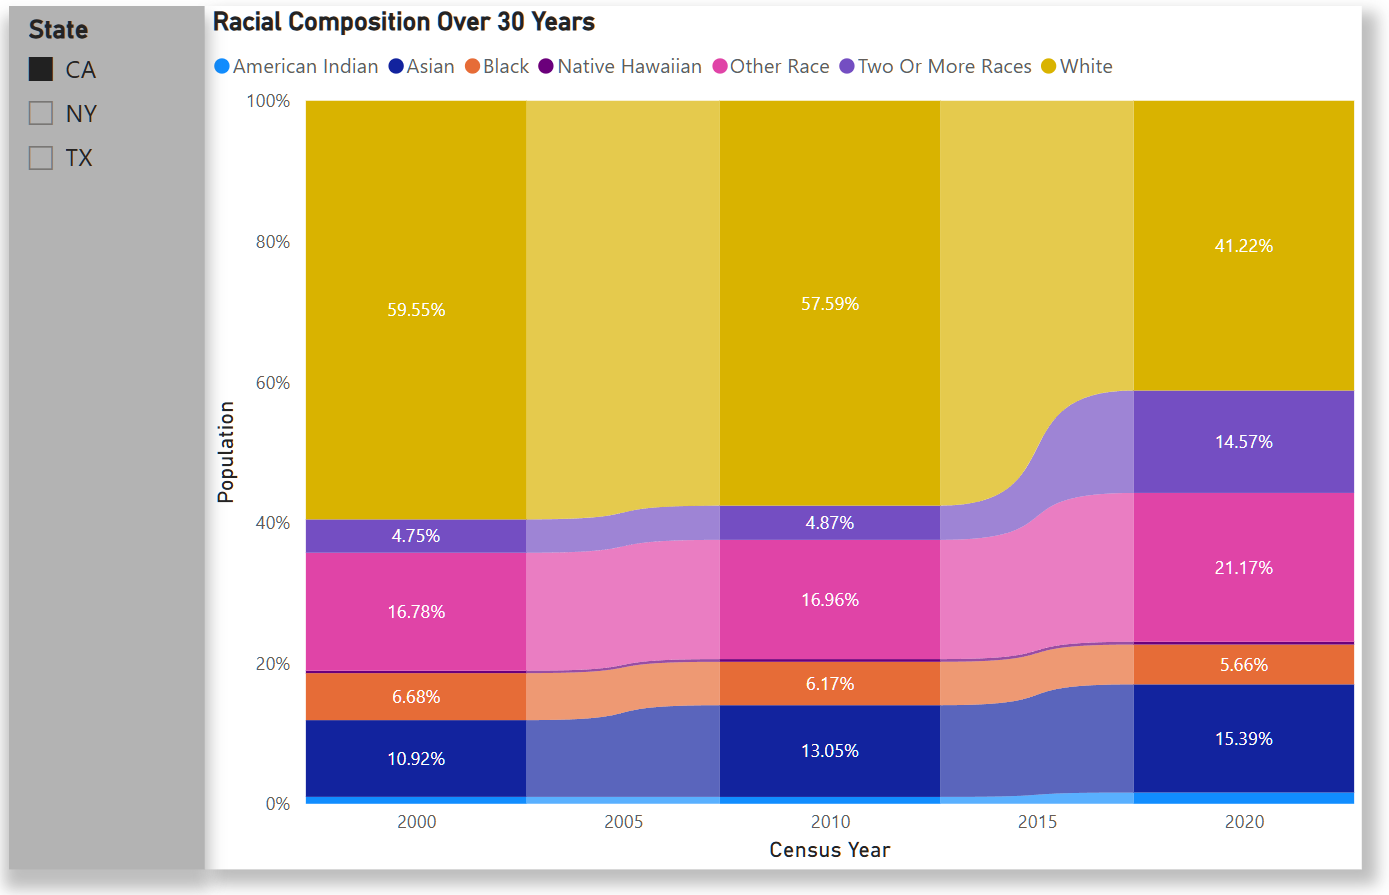 State
CA
NY
TX
Racial Composition Over 30 Years
American Indian Asian Black Native Hawaiian Other Race Two Or More Races White
100%
80%
60%
40%
20%
0%
Population
59.55% 57.59% 41.22%
4.75% 4.87% 14.57%
16.78% 16.96% 21.17%
6.68% 6.17% 5.66%
10.92% 13.05% 15.39%
2000 2005 2010 2015 2020
Census Year